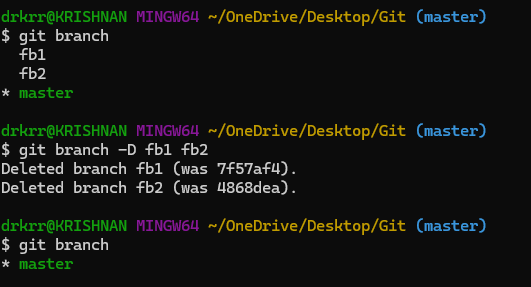 drkrr@KRISHNAN MINGW64 ~/OneDrive/Desktop/Git (master)
$ git branch
  fb1
  fb2
* master
drkrr@KRISHNAN MINGW64 ~/OneDrive/Desktop/Git (master)
$ git branch -D fb1 fb2
Deleted branch fb1 (was 7f57af4).
Deleted branch fb2 (was 4868dea).
drkrr@KRISHNAN MINGW64 ~/OneDrive/Desktop/Git (master)
$ git branch
* master